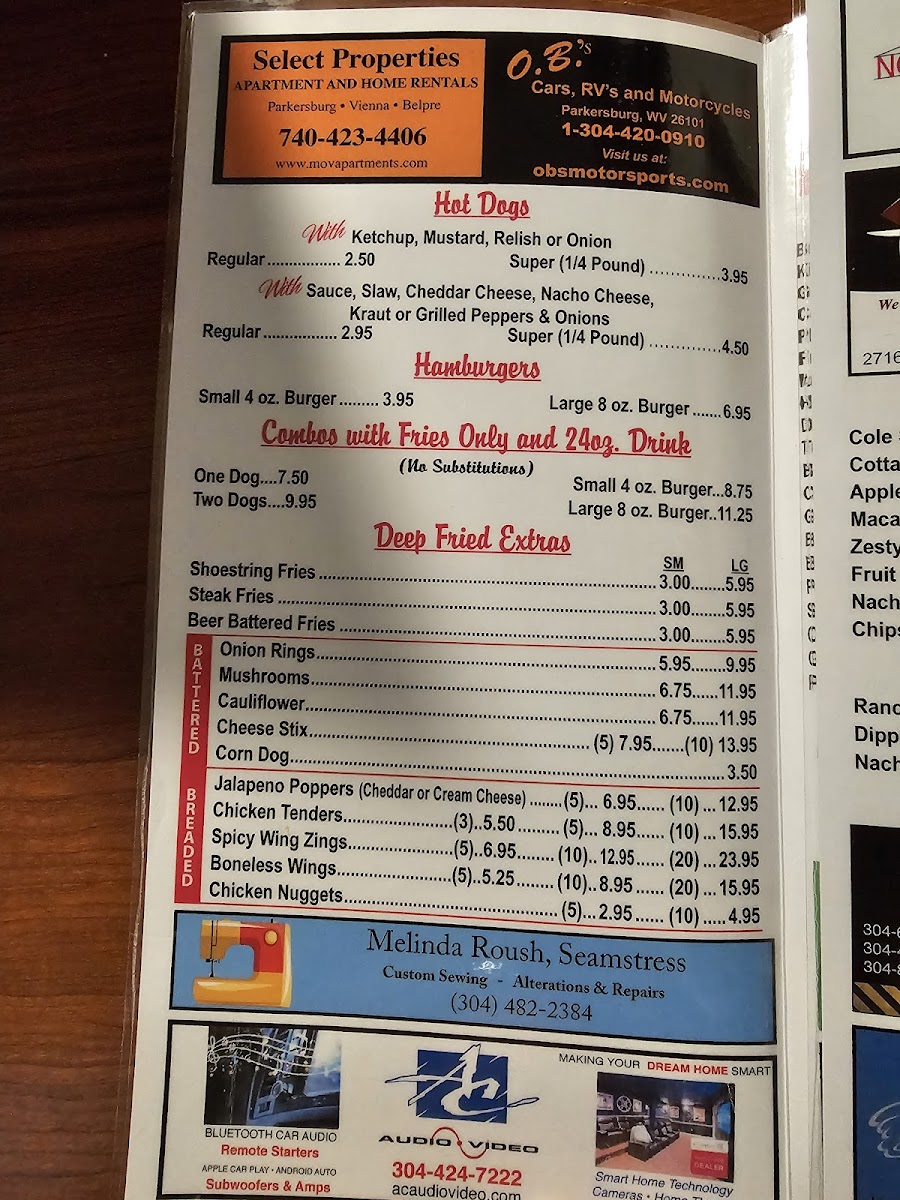 Select Properties
APARTMENT AND HOME RENTALS
Parkersburg • Vienna • Belpre
740-423-4406
www.movapartments.com
O.B.'s
Cars, RV's and Motorcycles
Parkersburg, WV 26101
1-304-420-0910
Visit us at:
obsmotorsports.com
Hot Dogs
With Ketchup, Mustard, Relish or Onion
Regular ................. 2.50 Super (1/4 Pound) ..............3.95
With Sauce, Slaw, Cheddar Cheese, Nacho Cheese,
Kraut or Grilled Peppers & Onions
Regular ................. 2.95 Super (1/4 Pound) ..............4.50
Hamburgers
Small 4 oz. Burger ......... 3.95 Large 8 oz. Burger .......6.95
Combos with Fries Only and 24oz. Drink
(No Substitutions)
One Dog....7.50 Small 4 oz. Burger...8.75
Two Dogs....9.95 Large 8 oz. Burger..11.25
Deep Fried Extras
SM LG
Shoestring Fries ........ 3.00........5.95
Steak Fries ........ 3.00........5.95
Beer Battered Fries ........ 3.00........5.95
BATTERED
Onion Rings........ 5.95........9.95
Mushrooms........ 6.75......11.95
Cauliflower........ 6.75......11.95
Cheese Stix........ (5) 7.95.......(10) 13.95
Corn Dog........ 3.50
BREADED
Jalapeno Poppers (Cheddar or Cream Cheese) ........(5)... 6.95...... (10) ... 12.95
Chicken Tenders........(3)..5.50 ........ (5)... 8.95 ...... (10) ... 15.95
Spicy Wing Zings........(5)..6.95........ (10).. 12.95 ...... (20) ... 23.95
Boneless Wings........(5)..5.25 ........ (10)..8.95 ...... (20) ... 15.95
Chicken Nuggets........ (5)... 2.95 ...... (10) ..... 4.95
Melinda Roush, Seamstress
Custom Sewing - Alterations & Repairs
(304) 482-2384
BLUETOOTH CAR AUDIO
Remote Starters
APPLE CAR PLAY • ANDROID AUTO
Subwoofers & Amps
AC
AUDIO VIDEO
304-424-7222
acaudiovideo.com
MAKING YOUR DREAM HOME SMART
DEALER
Smart Home Technology
Cameras • Home
We
2716
Cole
Cotta
Apple
Maca
Zesty
Fruit
Nach
Chips
Ranc
Dipp
Nach
304-
304-
304-